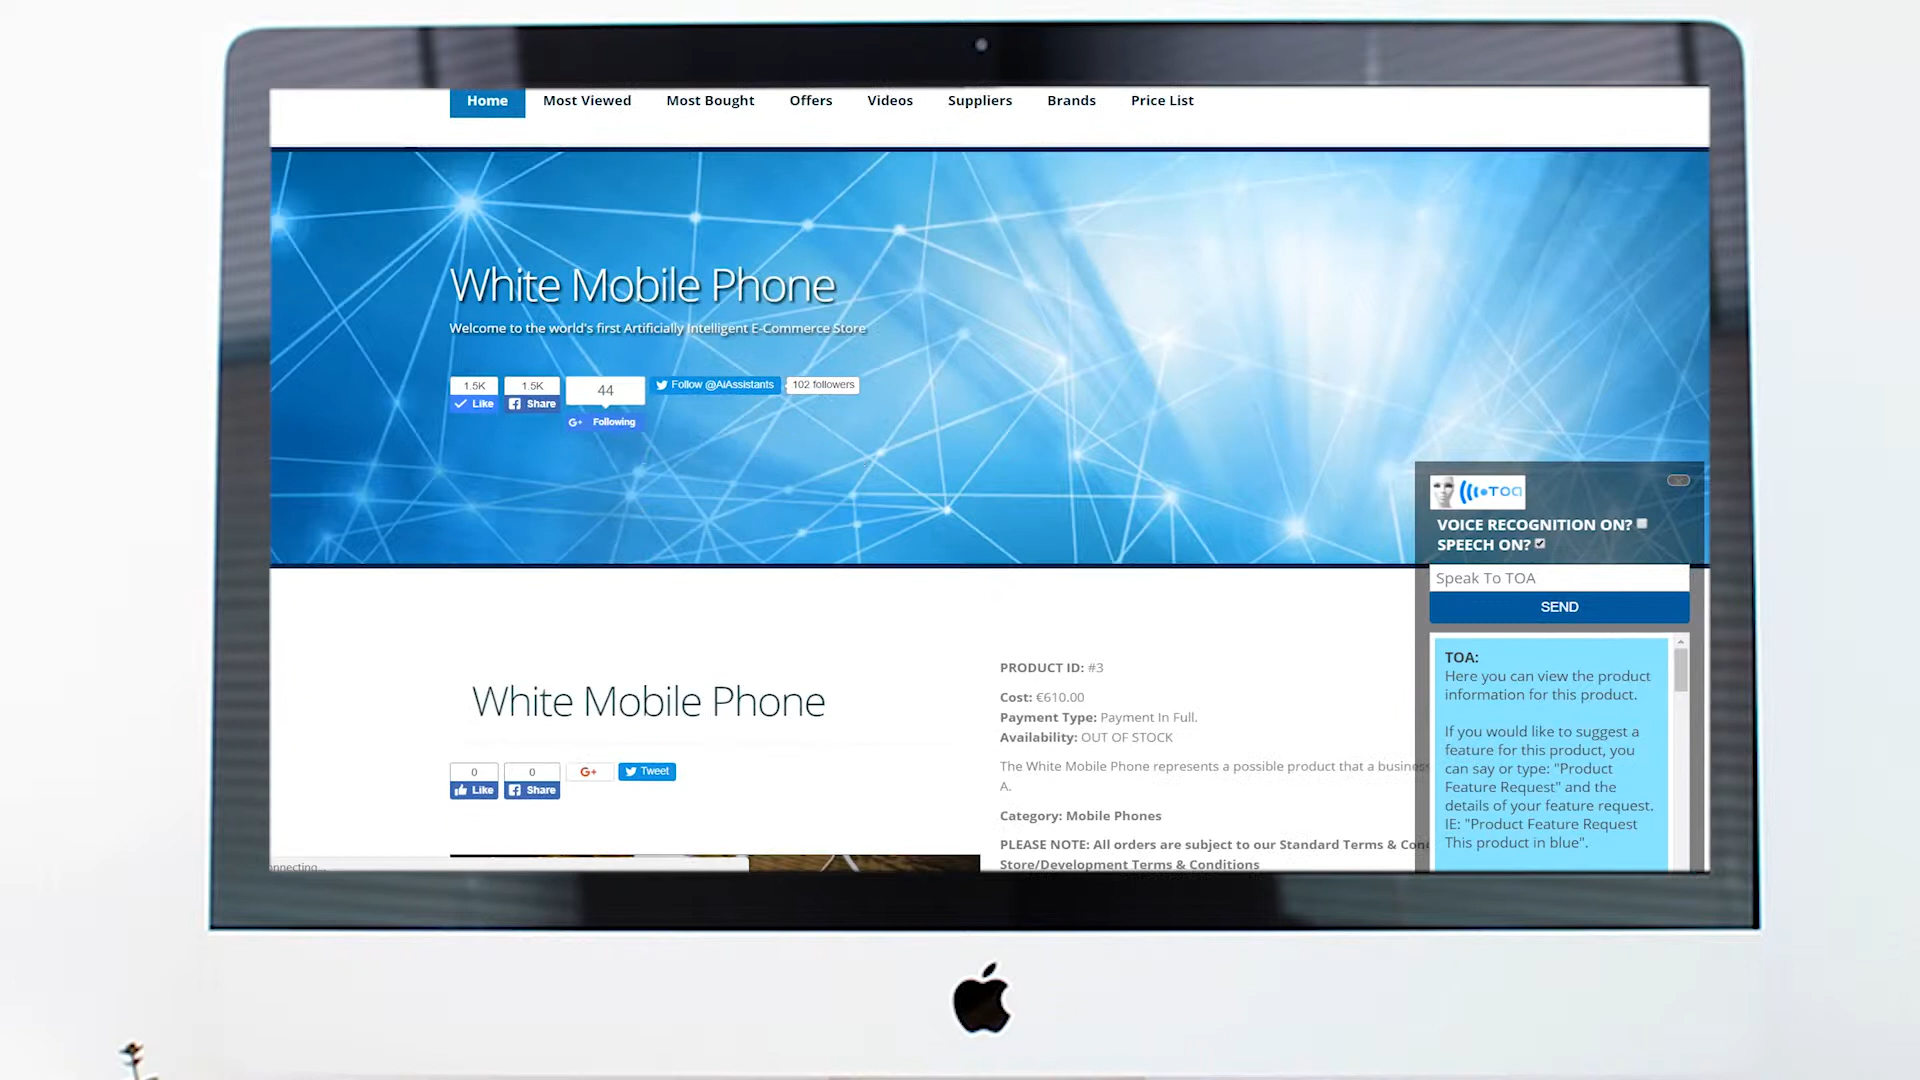 Home Most Viewed Most Bought Offers Videos Suppliers Brands Price List
White Mobile Phone
Welcome to the world's first Artificially Intelligent E-Commerce Store
1.5K 1.5K 44 Follow @AiAssistants 102 followers
Like Share
G+ Following
TOA
VOICE RECOGNITION ON?
SPEECH ON?
Speak To TOA
SEND
White Mobile Phone
0 0 G+ Tweet
Like Share
PRODUCT ID: #3
Cost: €610.00
Payment Type: Payment In Full.
Availability: OUT OF STOCK
The White Mobile Phone represents a possible product that a business
A.
Category: Mobile Phones
PLEASE NOTE: All orders are subject to our Standard Terms &
Store/Development Terms & Conditions
TOA:
Here you can view the product
information for this product.
If you would like to suggest a
feature for this product, you
can say or type: "Product
Feature Request" and the
details of your feature request.
IE: "Product Feature Request
This product in blue".